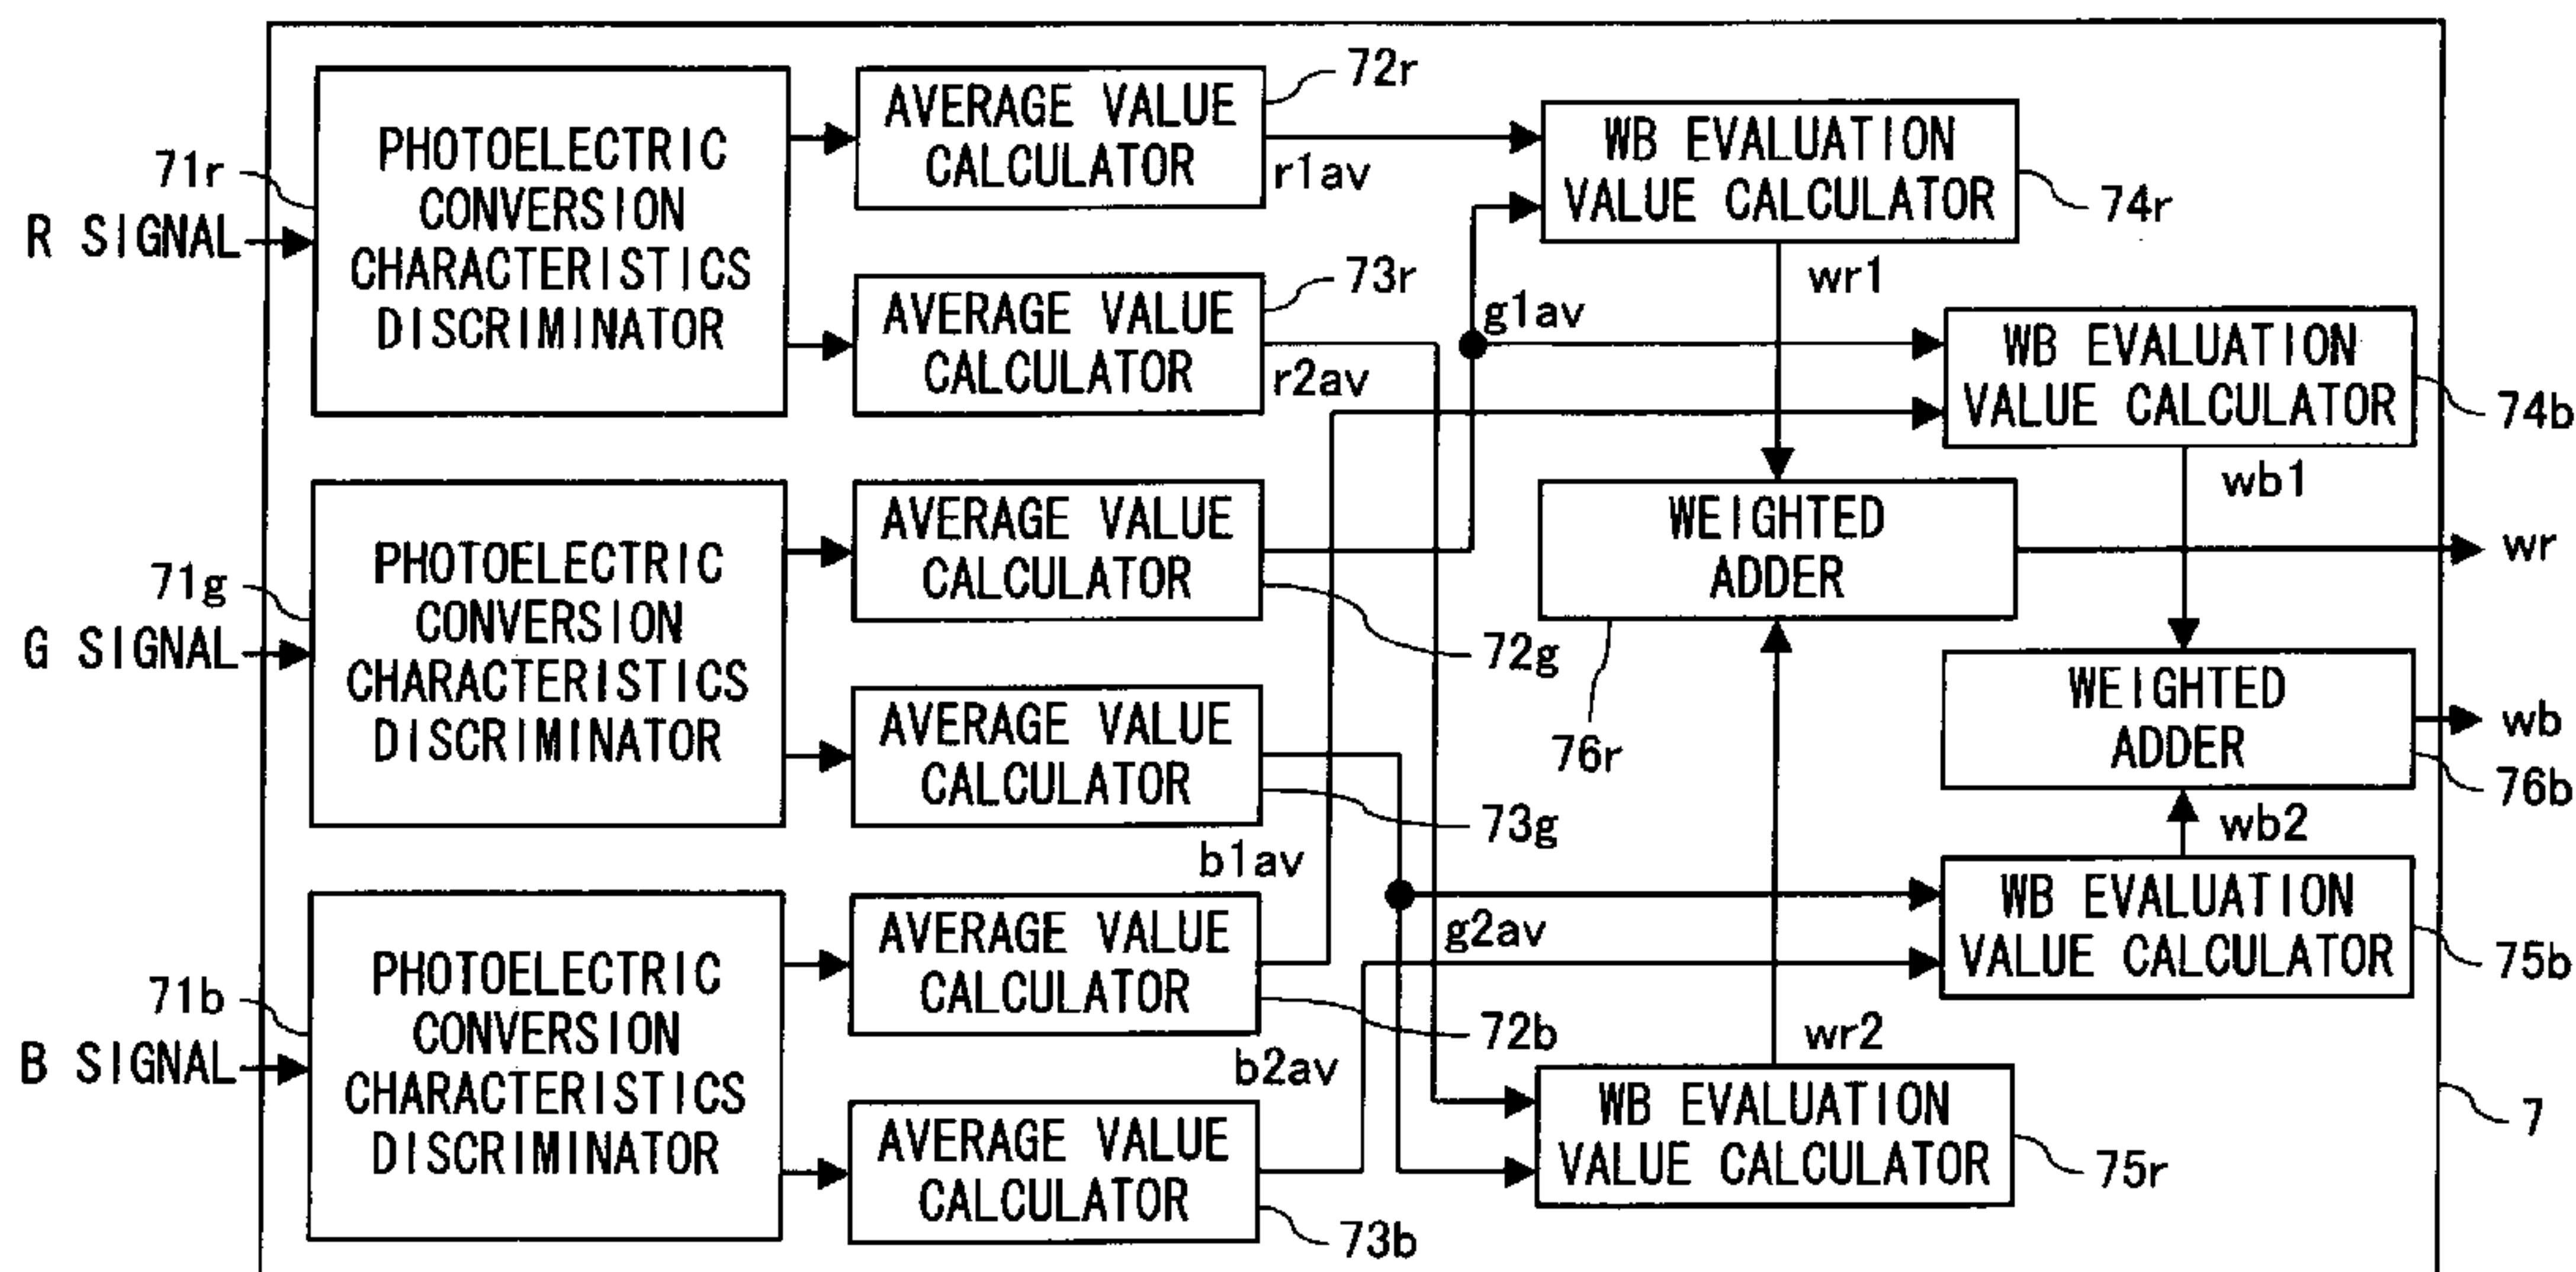 R SIGNAL
71r
PHOTOELECTRIC
CONVERSION
CHARACTERISTICS
DISCRIMINATOR
AVERAGE VALUE
CALCULATOR
72r
r1av
AVERAGE VALUE
CALCULATOR
73r
r2av
G SIGNAL
71g
PHOTOELECTRIC
CONVERSION
CHARACTERISTICS
DISCRIMINATOR
AVERAGE VALUE
CALCULATOR
72g
g1av
AVERAGE VALUE
CALCULATOR
73g
g2av
B SIGNAL
71b
PHOTOELECTRIC
CONVERSION
CHARACTERISTICS
DISCRIMINATOR
b1av
AVERAGE VALUE
CALCULATOR
72b
b2av
AVERAGE VALUE
CALCULATOR
73b
WB EVALUATION
VALUE CALCULATOR
74r
wr1
WB EVALUATION
VALUE CALCULATOR
74b
wb1
WEIGHTED
ADDER
76r
wr
WEIGHTED
ADDER
76b
wb
wb2
WB EVALUATION
VALUE CALCULATOR
75b
wr2
WB EVALUATION
VALUE CALCULATOR
75r
7